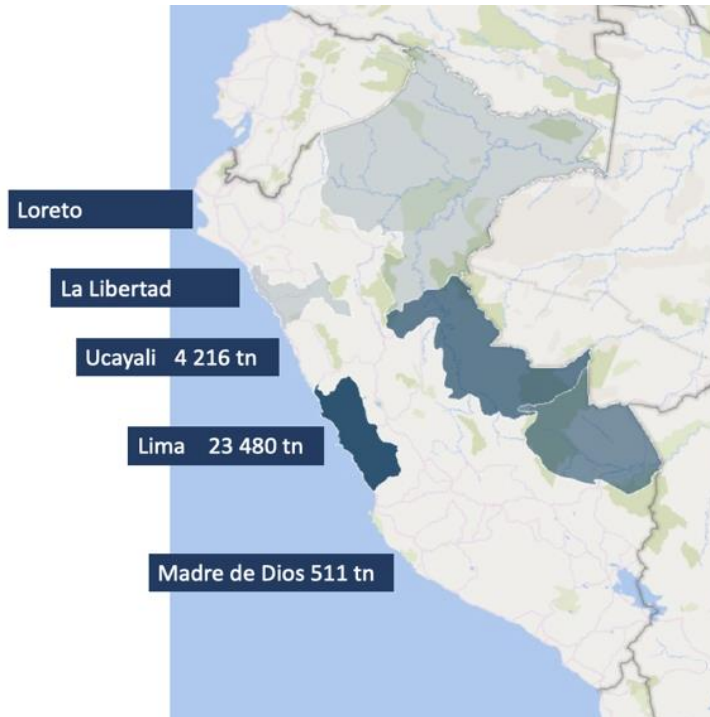 Loreto
La Libertad
Ucayali 4 216 tn
Lima 23 480 tn
Madre de Dios 511 tn